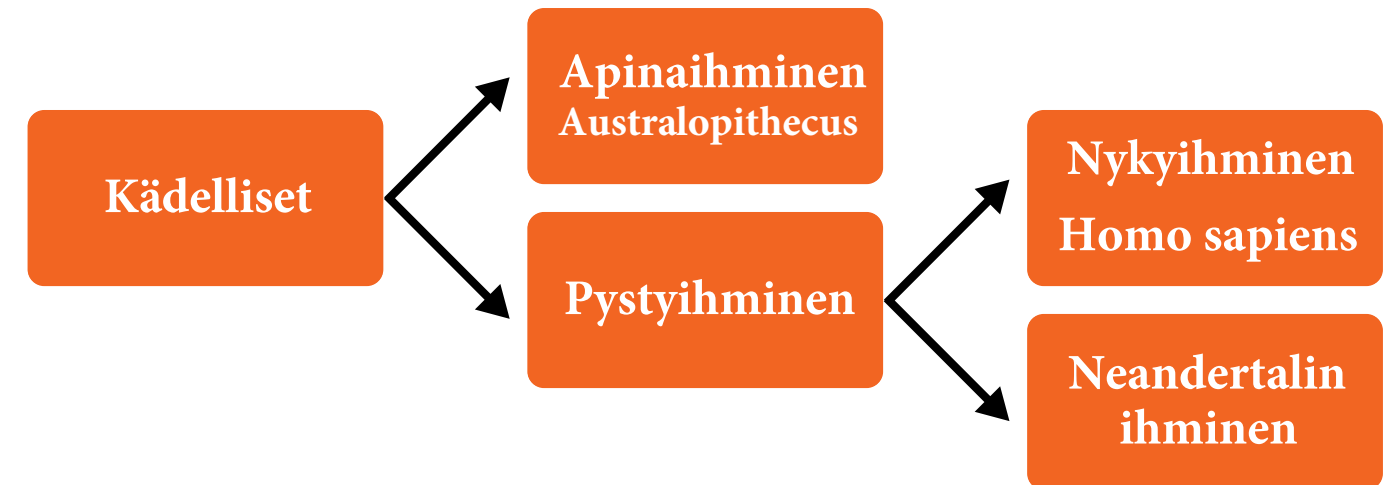 Kädelliset
Apinaihminen
Australopithecus
Pystyihminen
Nykyihminen
Homo sapiens
Neandertalin
ihminen